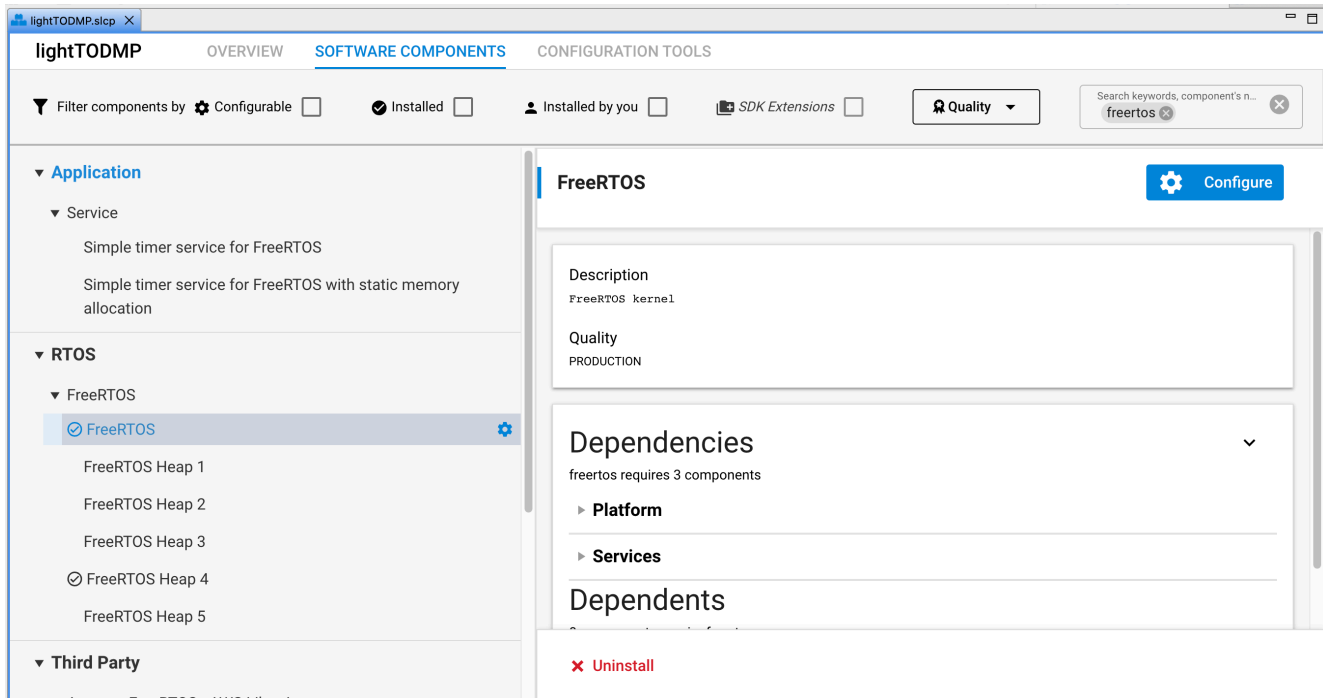 lightTODMP.slcp
lightTODMP
OVERVIEW
SOFTWARE COMPONENTS
CONFIGURATION TOOLS
Filter components by
Configurable
Installed
Installed by you
SDK Extensions
Quality
Search keywords, component's n...
freertos
Application
Service
Simple timer service for FreeRTOS
Simple timer service for FreeRTOS with static memory
allocation
RTOS
FreeRTOS
FreeRTOS
FreeRTOS Heap 1
FreeRTOS Heap 2
FreeRTOS Heap 3
FreeRTOS Heap 4
FreeRTOS Heap 5
Third Party
FreeRTOS
Configure
Description
FreeRTOS kernel
Quality
PRODUCTION
Dependencies
freertos requires 3 components
Platform
Services
Dependents
Uninstall